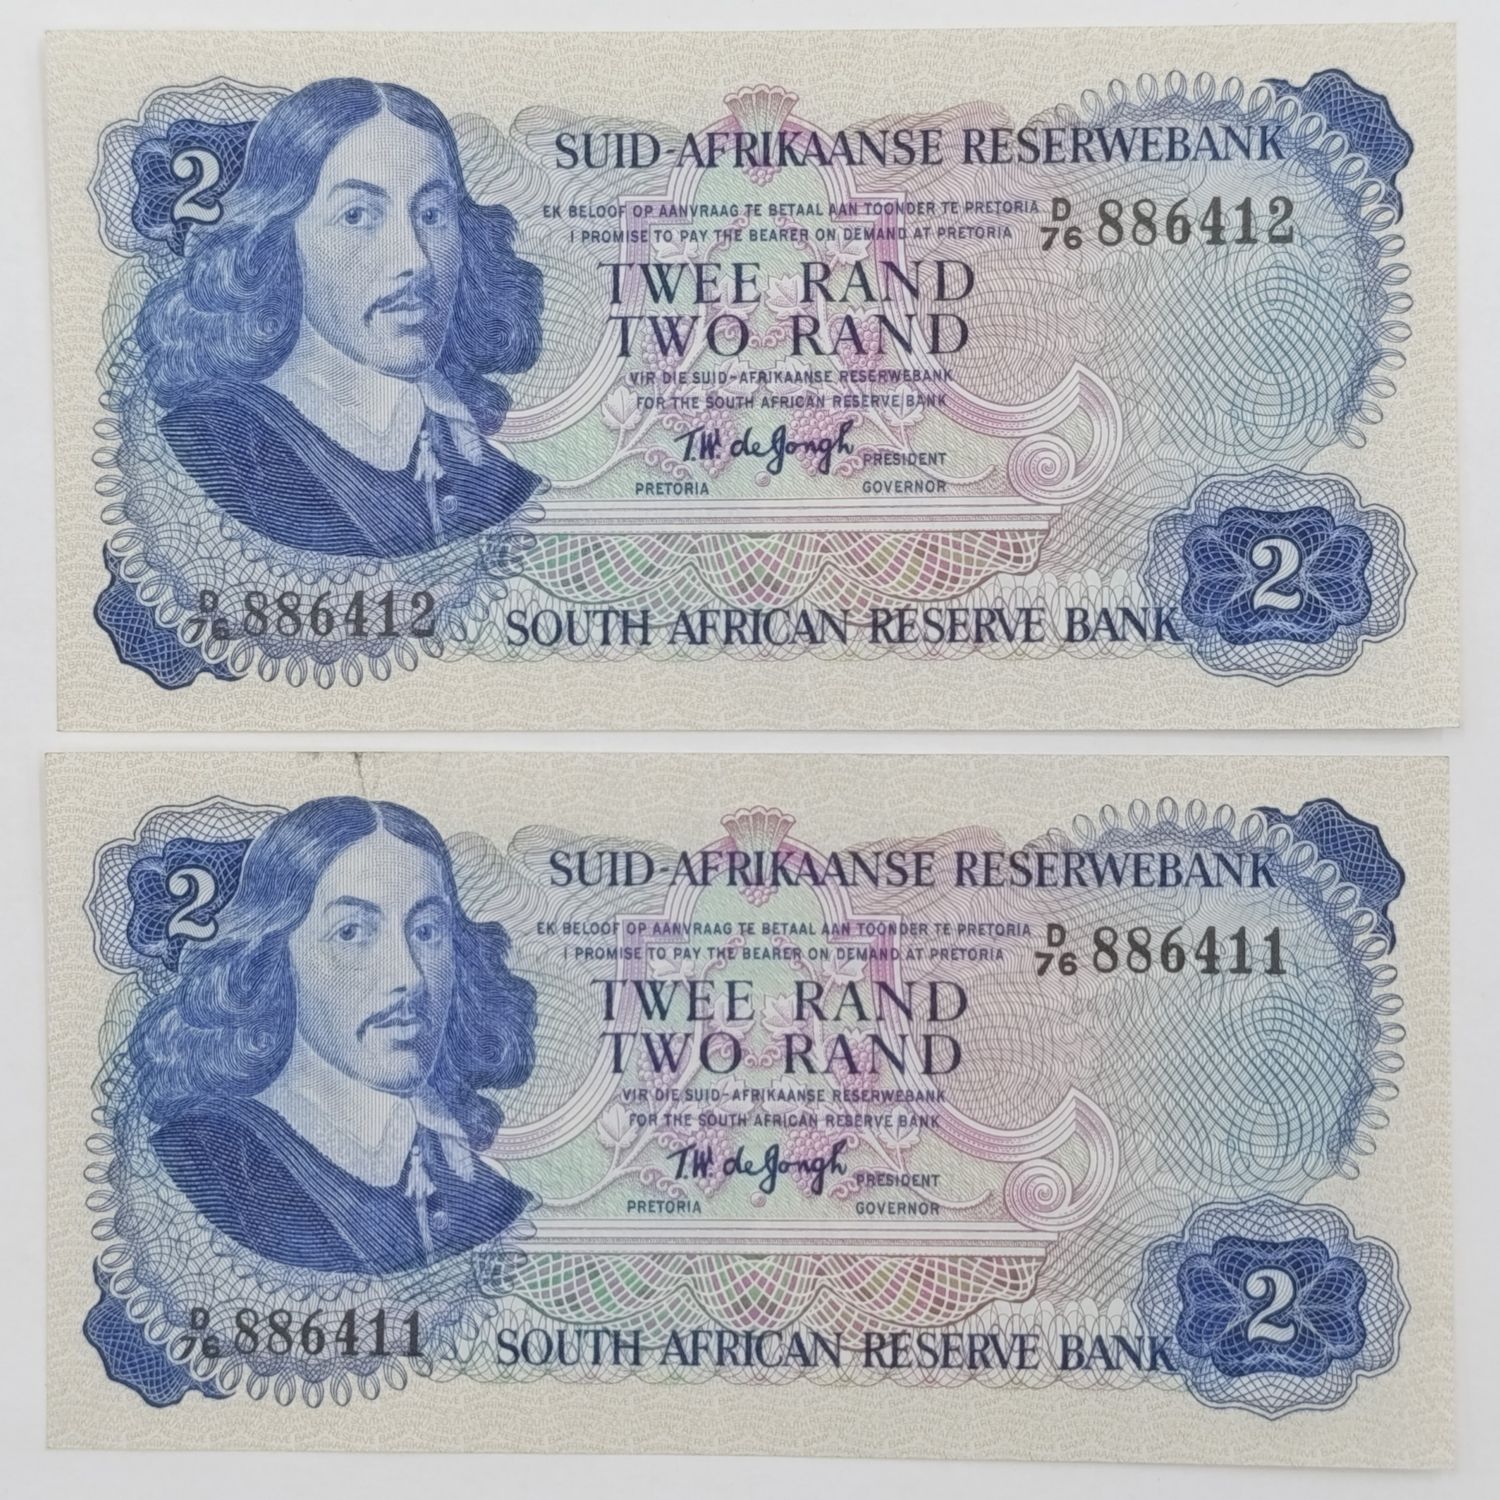 2
SUID-AFRIKAANSE RESERWEBANK
EK BELOOF OP AANVRAAG TE BETAAL AAN TOONDER TE PRETORIA
I PROMISE TO PAY THE BEARER ON DEMAND AT PRETORIA
D/76 886412
TWEE RAND
TWO RAND
VIR DIE SUID-AFRIKAANSE RESERWEBANK
FOR THE SOUTH AFRICAN RESERVE BANK
T.W. de Jongh
PRESIDENT
PRETORIA GOVERNOR
2
D/76 886412
SOUTH AFRICAN RESERVE BANK
2
SUID-AFRIKAANSE RESERWEBANK
EK BELOOF OP AANVRAAG TE BETAAL AAN TOONDER TE PRETORIA
I PROMISE TO PAY THE BEARER ON DEMAND AT PRETORIA
D/76 886411
TWEE RAND
TWO RAND
VIR DIE SUID-AFRIKAANSE RESERWEBANK
FOR THE SOUTH AFRICAN RESERVE BANK
T.W. de Jongh
PRESIDENT
PRETORIA GOVERNOR
2
D/76 886411
SOUTH AFRICAN RESERVE BANK